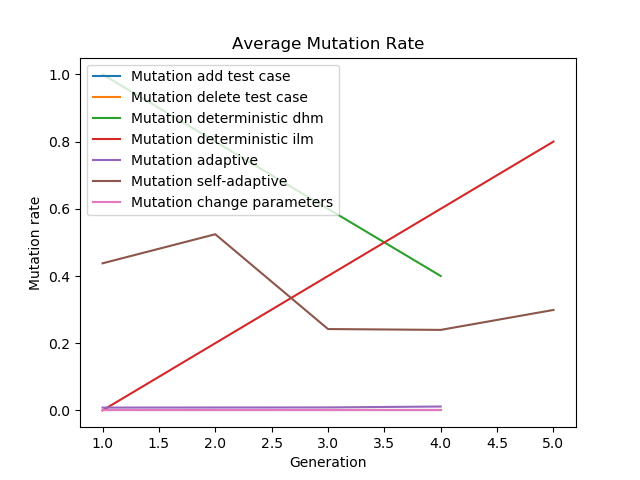 Average Mutation Rate
Mutation add test case
Mutation delete test case
Mutation deterministic dhm
Mutation deterministic ilm
Mutation adaptive
Mutation self-adaptive
Mutation change parameters
Mutation rate
1.0
0.8
0.6
0.4
0.2
0.0
1.0 1.5 2.0 2.5 3.0 3.5 4.0 4.5 5.0
Generation